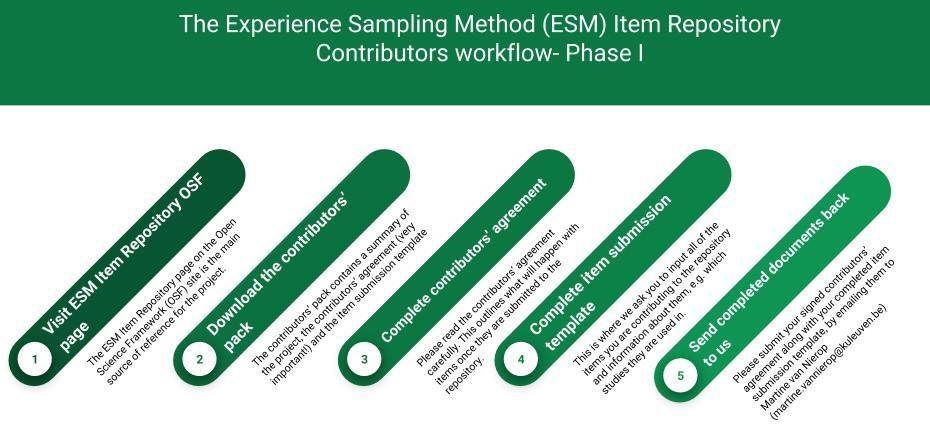 The Experience Sampling Method (ESM) Item Repository
Contributors workflow- Phase I
1
Visit ESM Item Repository OSF
page
The ESM Item Repository page on the Open
Science Framework (OSF) site is the main
source of reference for the project.
2
Download the contributors'
pack
The contributors' pack contains a summary of
the project, the contributors' agreement (very
important!) and the item submission template
3
Complete contributors' agreement
Please read the contributors' agreement
carefully. This outlines what will happen with
items once they are submitted to the
repository.
4
Complete item submission
template
This is where we ask you to input all of the
items you are contributing to the repository
and information about them, e.g. which
studies they are used in.
5
Send completed documents back
to us
Please submit your signed contributors'
agreement along with your completed item
submission template, by emailing them to
Martine van Nierop
(martine.vannierop@kuleuven.be)